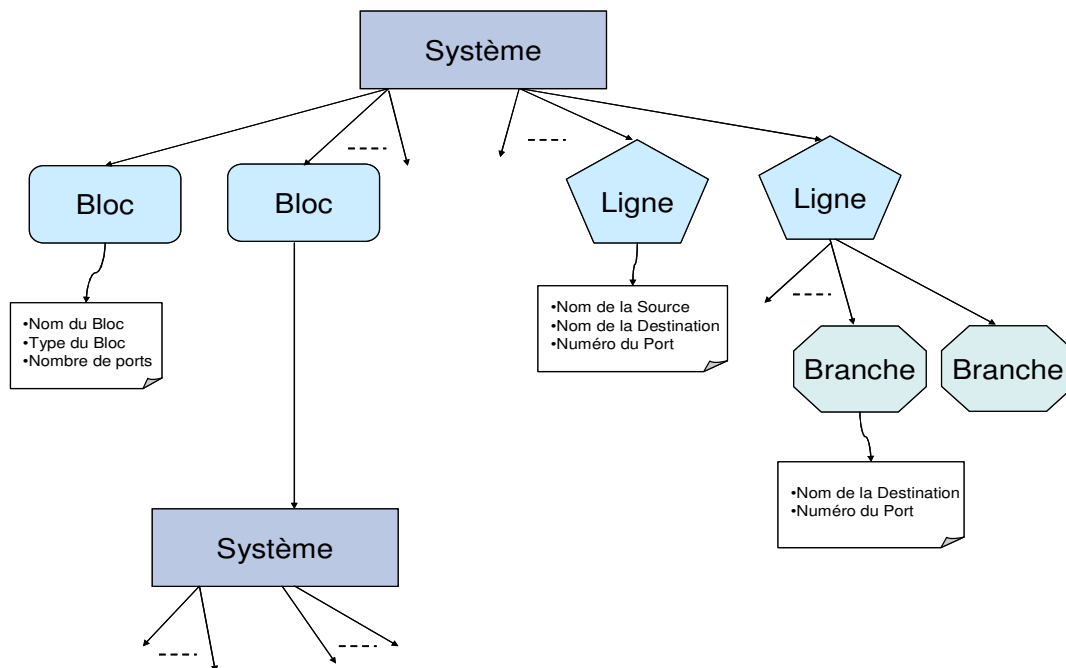 Système
Bloc
Bloc
Ligne
Ligne
•Nom du Bloc
•Type du Bloc
•Nombre de ports
•Nom de la Source
•Nom de la Destination
•Numéro du Port
Branche
Branche
•Nom de la Destination
•Numéro du Port
Système